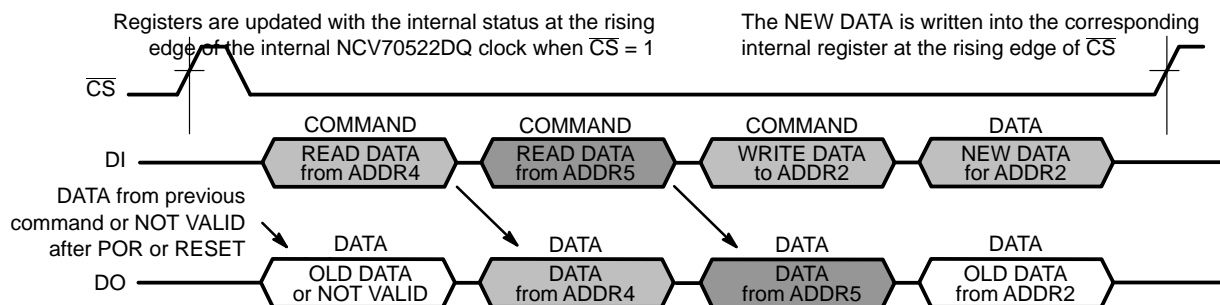 Registers are updated with the internal status at the rising
edge of the internal NCV70522DQ clock when CS = 1
The NEW DATA is written into the corresponding
internal register at the rising edge of CS
CS
COMMAND
COMMAND
COMMAND
DATA
DI
READ DATA
from ADDR4
READ DATA
from ADDR5
WRITE DATA
to ADDR2
NEW DATA
for ADDR2
DATA from previous
command or NOT VALID
after POR or RESET
DATA
DATA
DATA
DATA
DO
OLD DATA
or NOT VALID
DATA
from ADDR4
DATA
from ADDR5
OLD DATA
from ADDR2